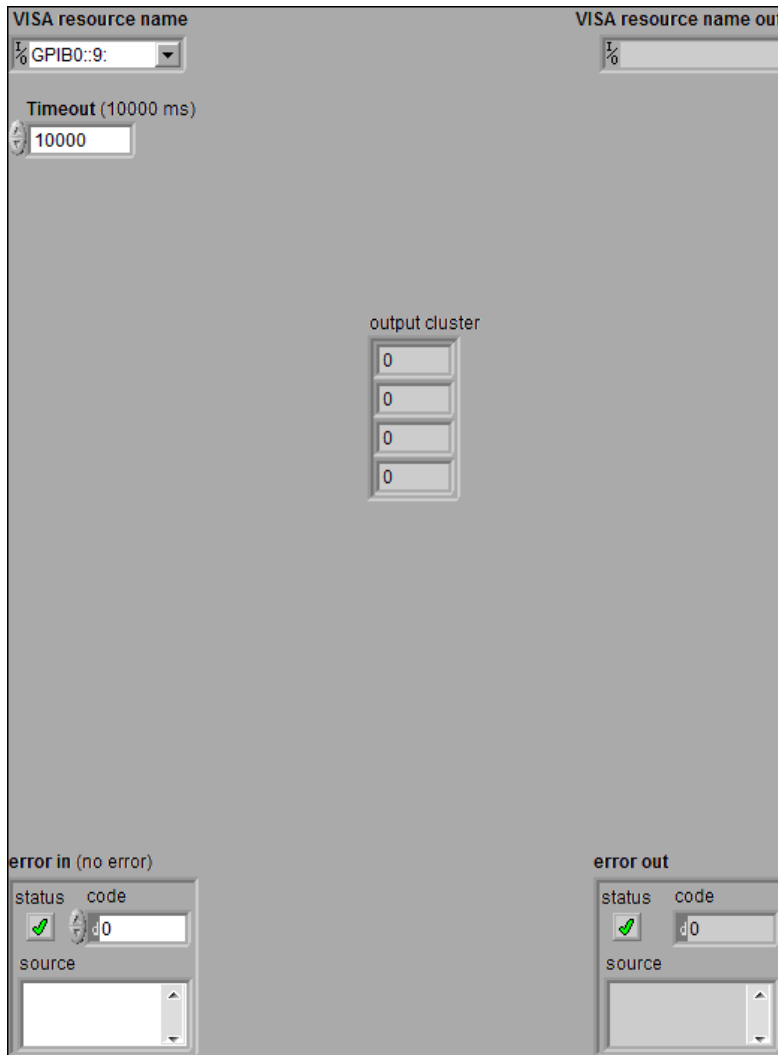 VISA resource name
VISA resource name out
I/O GPIB0::9:
I/O
Timeout (10000 ms)
10000
output cluster
0
0
0
0
error in (no error)
error out
status code
status code
d 0
d 0
source
source